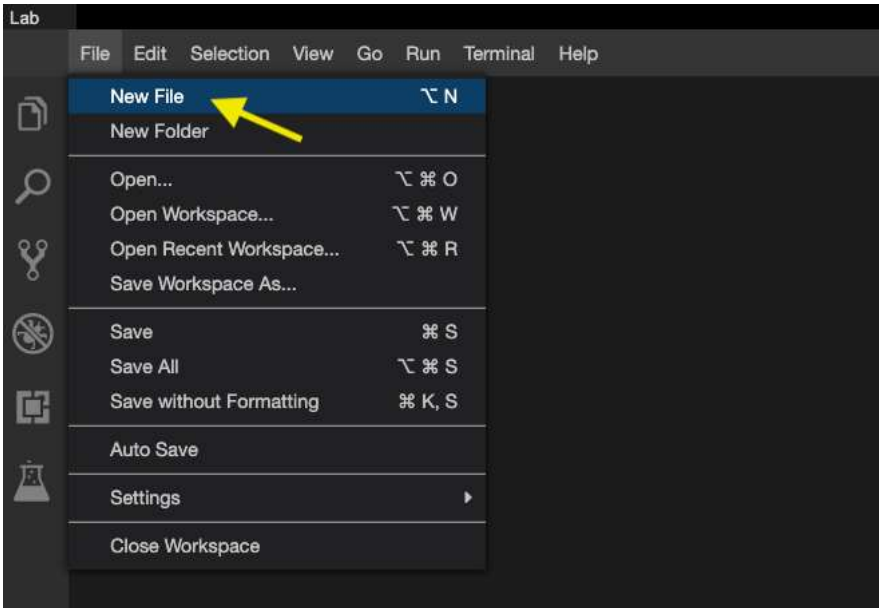 Lab
File Edit Selection View Go Run Terminal Help
New File ⌥ N
New Folder
Open... ⌥ ⌘ O
Open Workspace... ⌥ ⌘ W
Open Recent Workspace... ⌥ ⌘ R
Save Workspace As...
Save ⌘ S
Save All ⌥ ⌘ S
Save without Formatting ⌘ K, S
Auto Save
Settings
Close Workspace